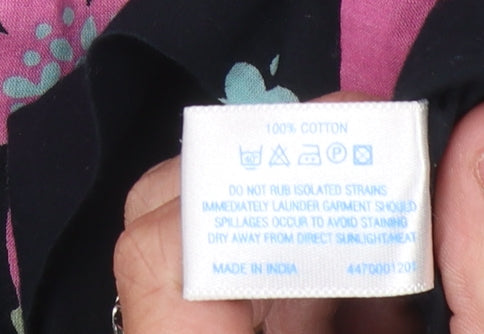 100% COTTON
P
DO NOT RUB ISOLATED STRAINS
IMMEDIATELY LAUNDER GARMENT SHOULD
SPILLAGES OCCUR TO AVOID STAINING
DRY AWAY FROM DIRECT SUNLIGHT/HEAT
MADE IN INDIA 4470001201